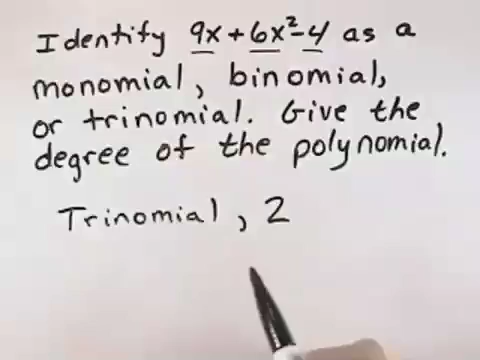 Identify 9x + 6x² - 4 as a
monomial, binomial,
or trinomial. Give the
degree of the polynomial.
Trinomial, 2